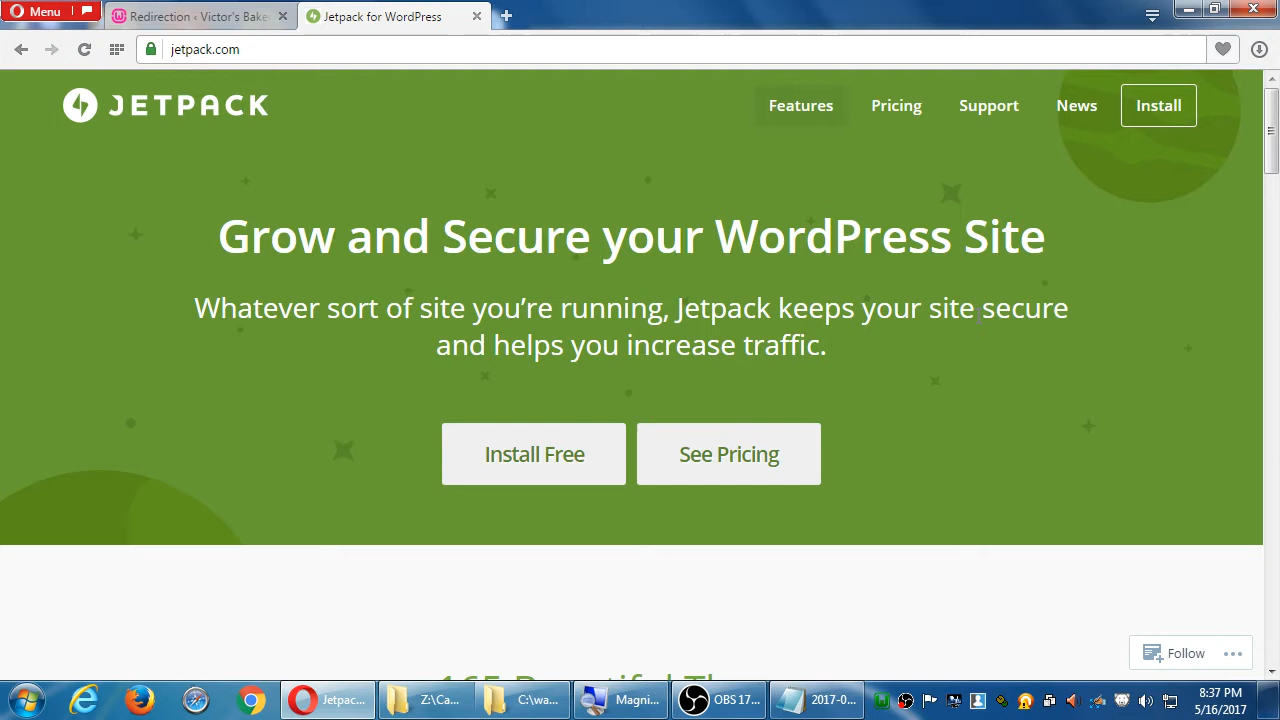 Menu
Redirection ‹ Victor's Bake
Jetpack for WordPress
jetpack.com
JETPACK
Features
Pricing
Support
News
Install
Grow and Secure your WordPress Site
Whatever sort of site you're running, Jetpack keeps your site secure
and helps you increase traffic.
Install Free
See Pricing
Follow
Jetpac...
Z:\Ca...
C:\wa...
Magni...
OBS 17...
2017-0...
8:37 PM
5/16/2017